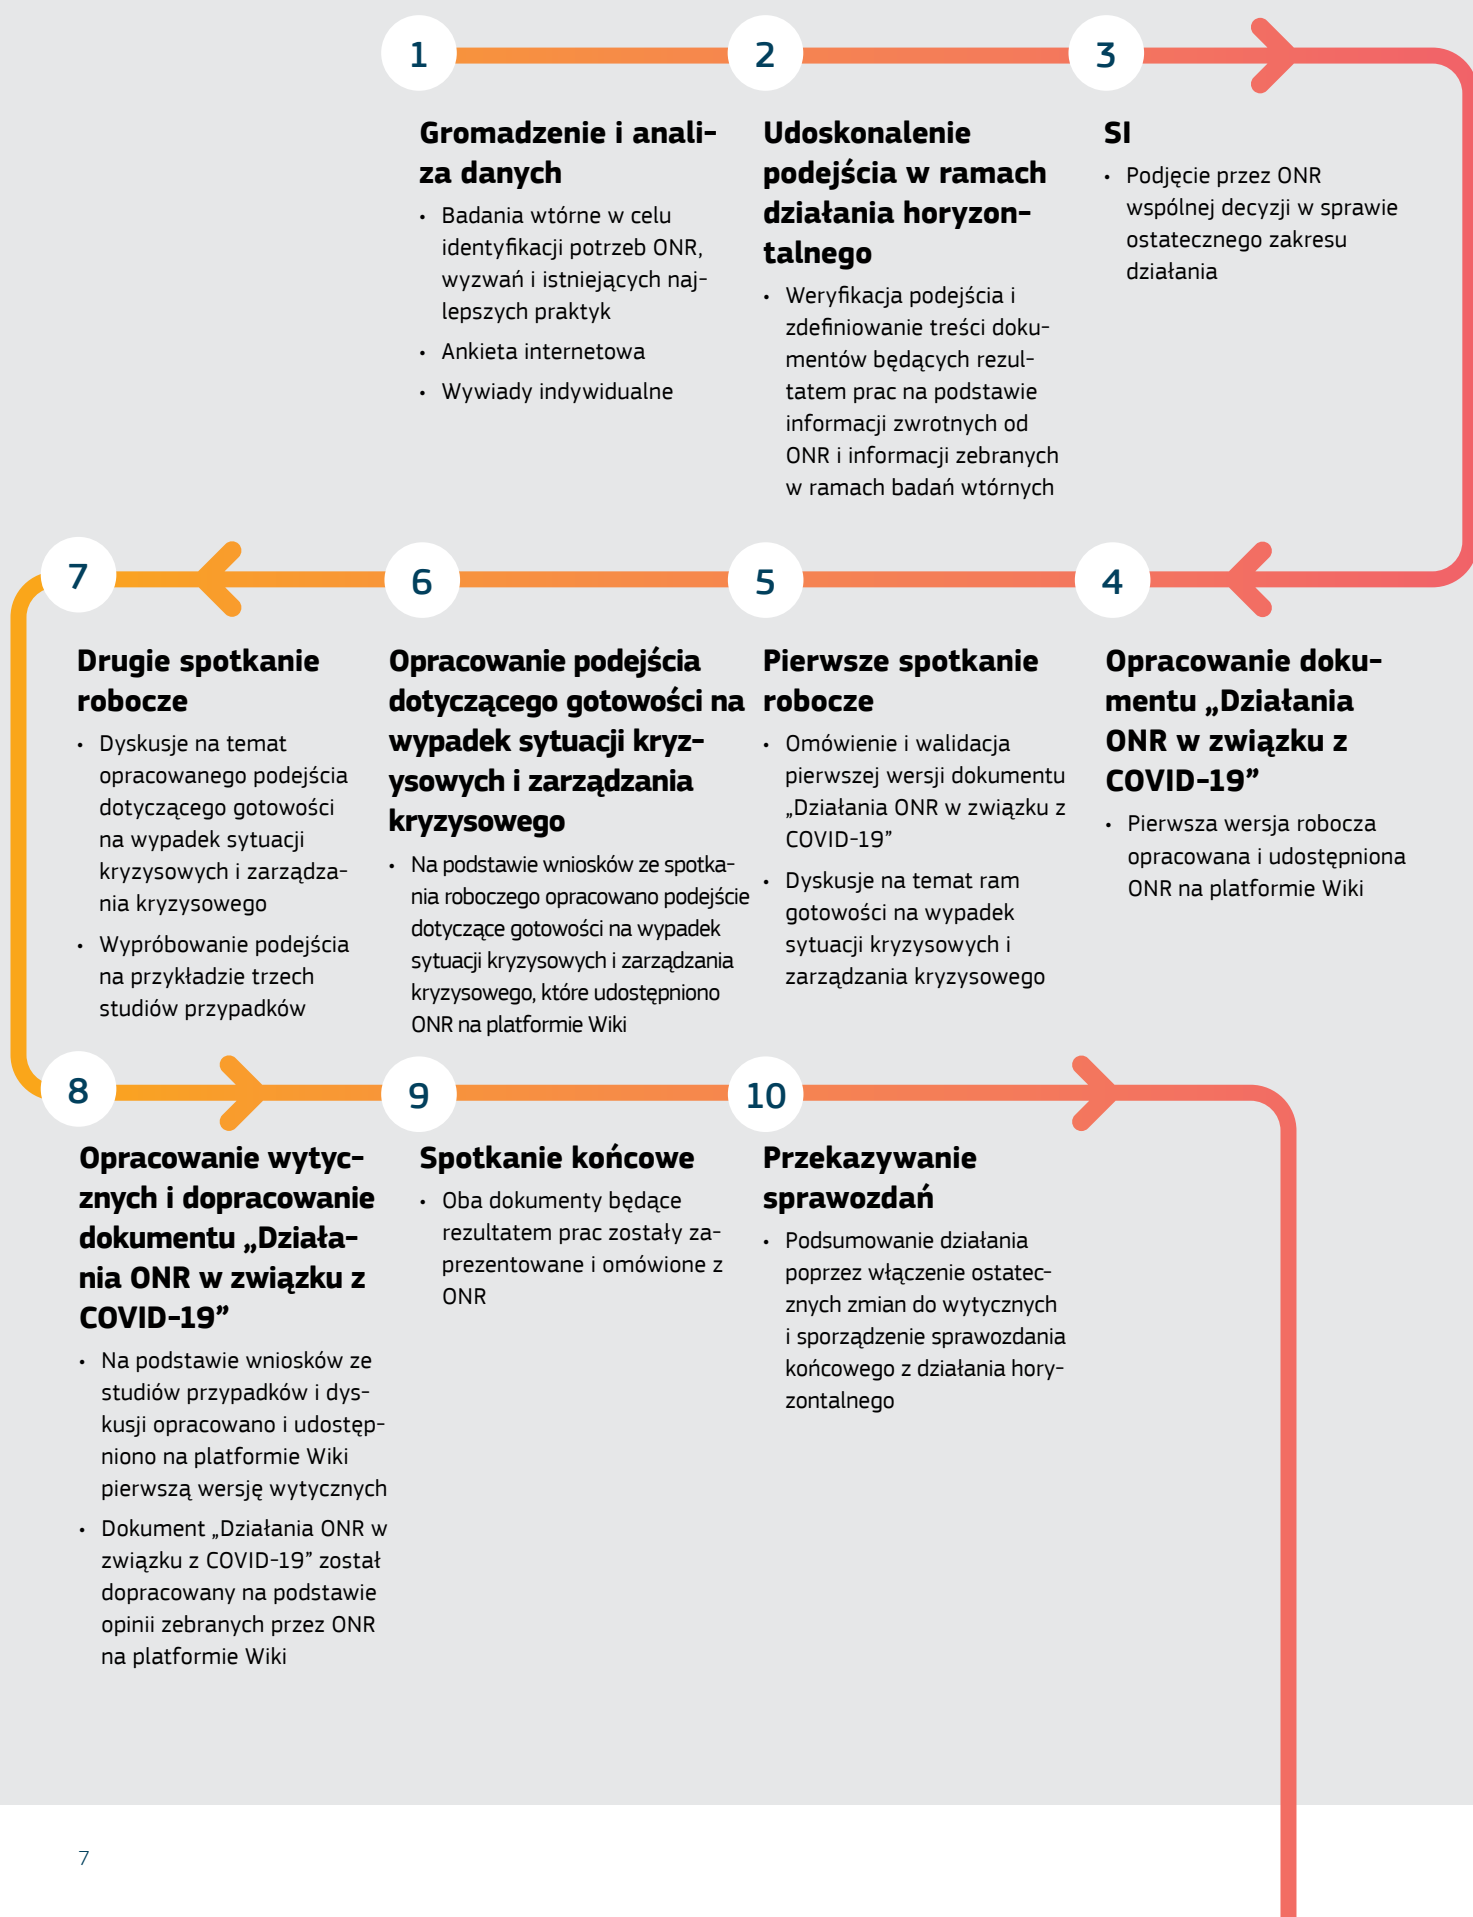 1
Gromadzenie i anali-
za danych
• Badania wtórne w celu
identyfikacji potrzeb ONR,
wyzwań i istniejących naj-
lepszych praktyk
• Ankieta internetowa
• Wywiady indywidualne
2
Udoskonalenie
podejścia w ramach
działania horyzon-
talnego
• Weryfikacja podejścia i
zdefiniowanie treści doku-
mentów będących rezul-
tatem prac na podstawie
informacji zwrotnych od
ONR i informacji zebranych
w ramach badań wtórnych
3
SI
• Podjęcie przez ONR
wspólnej decyzji w sprawie
ostatecznego zakresu
działania
4
Opracowanie doku-
mentu „Działania
ONR w związku z
COVID-19”
• Pierwsza wersja robocza
opracowana i udostępniona
ONR na platformie Wiki
5
Pierwsze spotkanie
robocze
• Omówienie i walidacja
pierwszej wersji dokumentu
„Działania ONR w związku z
COVID-19”
• Dyskusje na temat ram
gotowości na wypadek
sytuacji kryzysowych i
zarządzania kryzysowego
6
Opracowanie podejścia
dotyczącego gotowości na
wypadek sytuacji kryz-
ysowych i zarządzania
kryzysowego
• Na podstawie wniosków ze spotka-
nia roboczego opracowano podejście
dotyczące gotowości na wypadek
sytuacji kryzysowych i zarządzania
kryzysowego, które udostępniono
ONR na platformie Wiki
7
Drugie spotkanie
robocze
• Dyskusje na temat
opracowanego podejścia
dotyczącego gotowości
na wypadek sytuacji
kryzysowych i zarządza-
nia kryzysowego
• Wypróbowanie podejścia
na przykładzie trzech
studiów przypadków
8
Opracowanie wytyc-
znych i dopracowanie
dokumentu „Działa-
nia ONR w związku z
COVID-19”
• Na podstawie wniosków ze
studiów przypadków i dys-
kusji opracowano i udostęp-
niono na platformie Wiki
pierwszą wersję wytycznych
• Dokument „Działania ONR w
związku z COVID-19” został
dopracowany na podstawie
opinii zebranych przez ONR
na platformie Wiki
9
Spotkanie końcowe
• Oba dokumenty będące
rezultatem prac zostały za-
prezentowane i omówione z
ONR
10
Przekazywanie
sprawozdań
• Podsumowanie działania
poprzez włączenie ostatec-
znych zmian do wytycznych
i sporządzenie sprawozdania
końcowego z działania hory-
zontalnego
7